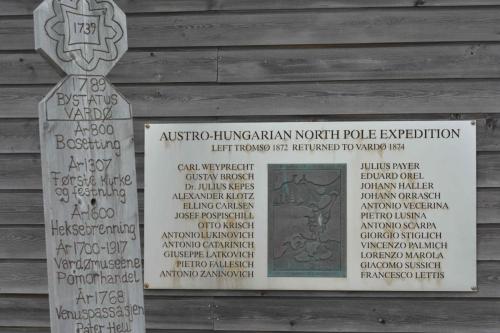 1739
1789
BYSTATUS
VARDØ
År 800
Bosetting
År 1307
Første kirke
og festning
År 1600
Heksebrenning
År 1700-1917
Vardømuseene
Pomorhandel
År 1768
Venuspassasjen
Pater Hell
AUSTRO-HUNGARIAN NORTH POLE EXPEDITION
LEFT TROMSØ 1872 RETURNED TO VARDØ 1874
CARL WEYPRECHT
GUSTAV BROSCH
Dr. JULIUS KEPES
ALEXANDER KLOTZ
ELLING CARLSEN
JOSEF POSPISCHILL
OTTO KRISCH
ANTONIO LUKINOVICH
ANTONIO CATARINICH
GIUSEPPE LATKOVICH
PIETRO FALLESICH
ANTONIO ZANINOVICH
JULIUS PAYER
EDUARD OREL
JOHANN HALLER
JOHANN ORRASCH
ANTONIO VECERINA
PIETRO LUSINA
ANTONIO SCARPA
GIORGIO STIGLICH
VINCENZO PALMICH
LORENZO MAROLA
GIACOMO SUSSICH
FRANCESCO LETTIS